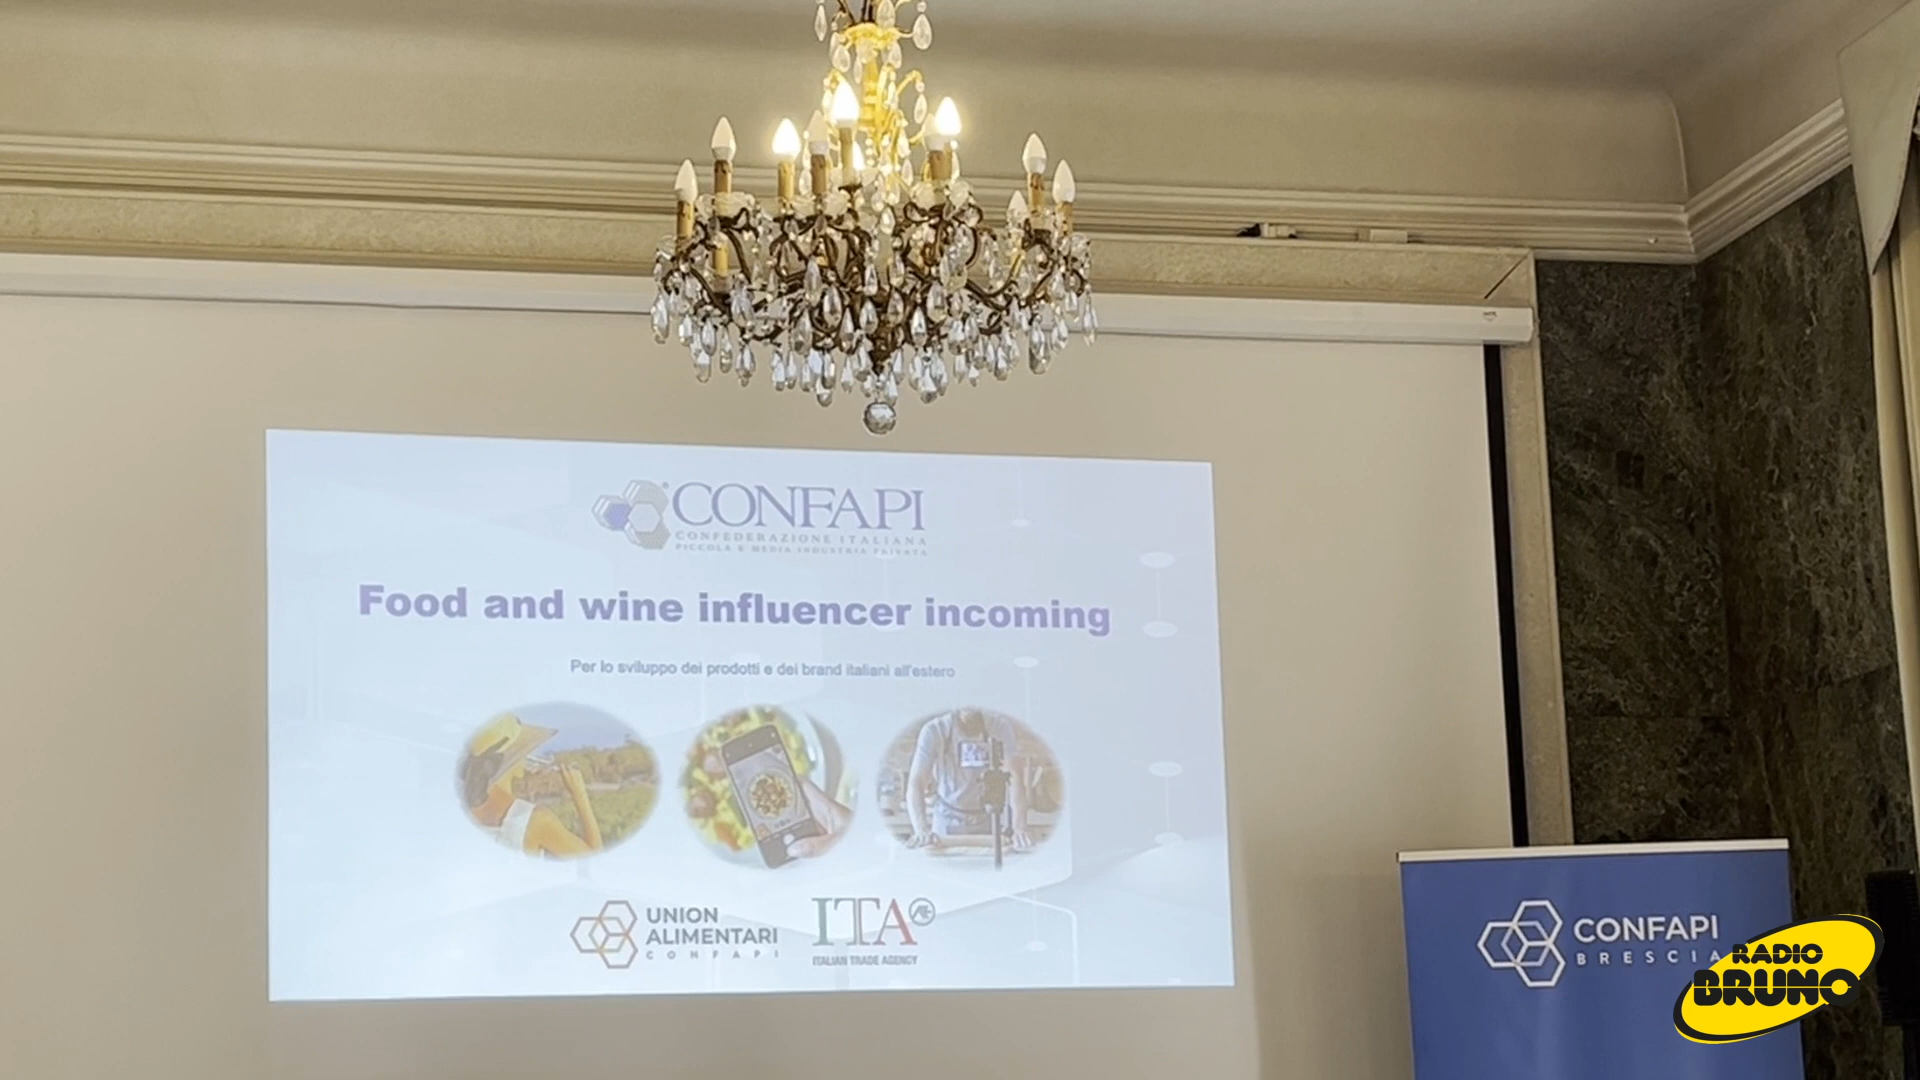 CONFAPI
CONFEDERAZIONE ITALIANA
PICCOLA E MEDIA INDUSTRIA PRIVATA
Food and wine influencer incoming
Per lo sviluppo dei prodotti e dei brand italiani all'estero
UNION
ALIMENTARI
CONFAPI
ITA
ITALIAN TRADE AGENCY
CONFAPI
BRESCIA
RADIO
BRUNO